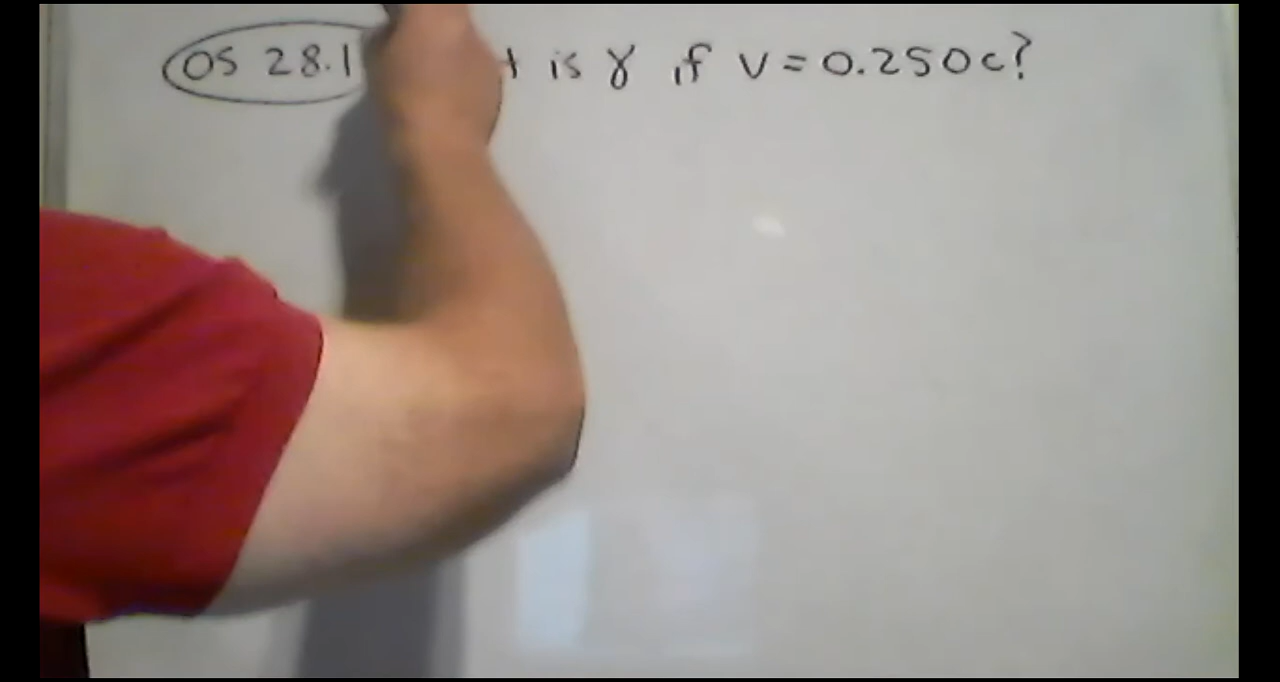 OS 28.1 is γ if v = 0.250c?